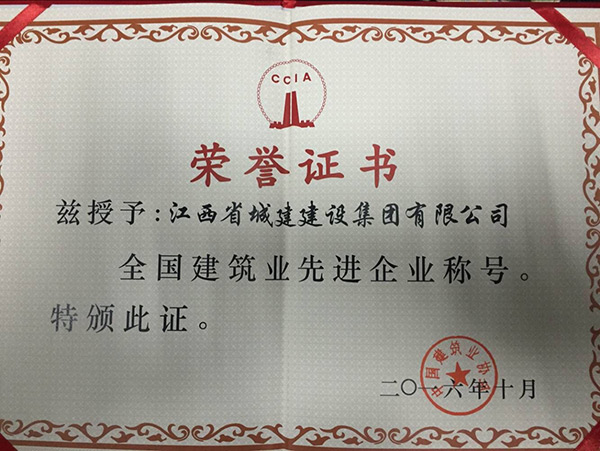 CCIA
荣誉证书
兹授予:江西省城建建设集团有限公司
全国建筑业先进企业称号。
特颁此证。
中国建筑业协会
二〇一六年十月